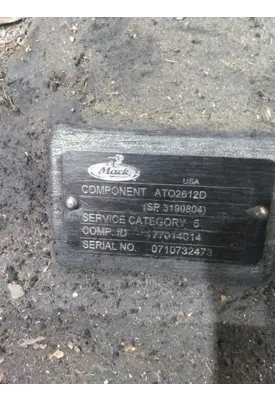 Mack
USA
COMPONENT ATO2612D
(SP 3190804)
SERVICE CATEGORY 5
COMP. ID 177014014
SERIAL NO. 0710732473